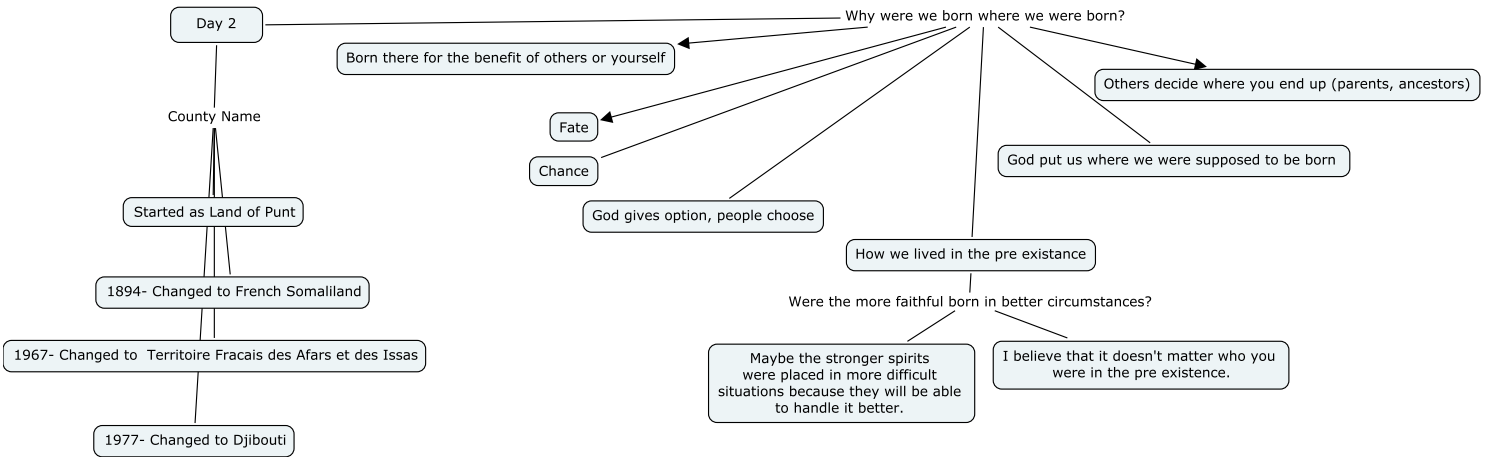 Day 2
Why were we born where we were born?
Born there for the benefit of others or yourself
Others decide where you end up (parents, ancestors)
County Name
Fate
Chance
God put us where we were supposed to be born
Started as Land of Punt
God gives option, people choose
How we lived in the pre existance
1894- Changed to French Somaliland
Were the more faithful born in better circumstances?
1967- Changed to  Territoire Fracais des Afars et des Issas
Maybe the stronger spirits
were placed in more difficult
situations because they will be able
to handle it better.
I believe that it doesn't matter who you
were in the pre existence.
1977- Changed to Djibouti